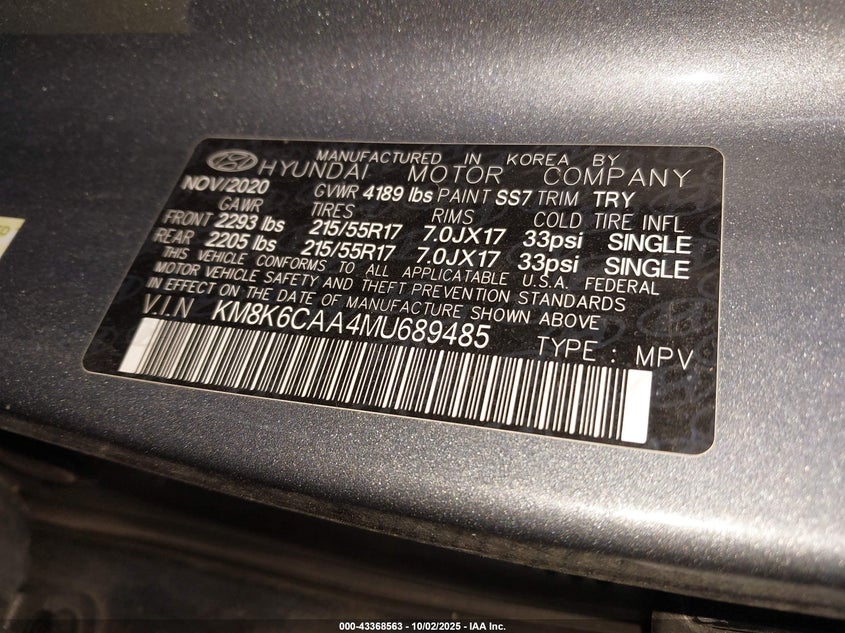 MANUFACTURED IN KOREA BY
HYUNDAI MOTOR COMPANY
NOV/2020 GVWR 4189 lbs PAINT SS7 TRIM TRY
GAWR TIRES RIMS COLD TIRE INFL
FRONT 2293 lbs 215/55R17 7.0JX17 33psi SINGLE
REAR 2205 lbs 215/55R17 7.0JX17 33psi SINGLE
THIS VEHICLE CONFORMS TO ALL APPLICATABLE U.S.A. FEDERAL
MOTOR VEHICLE SAFETY AND THEFT PREVENTION STANDARDS
IN EFFECT ON THE DATE OF MANUFACTURE SHOWN ABOVE
V.I.N KM8K6CAA4MU689485 TYPE : MPV
000-43368563 - 10/02/2025 - IAA Inc.